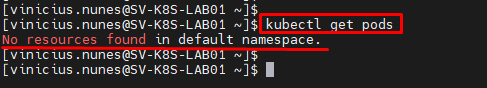 [vinicius.nunes@SV-K8S-LAB01 ~]$
[vinicius.nunes@SV-K8S-LAB01 ~]$ kubectl get pods
No resources found in default namespace.
[vinicius.nunes@SV-K8S-LAB01 ~]$
[vinicius.nunes@SV-K8S-LAB01 ~]$